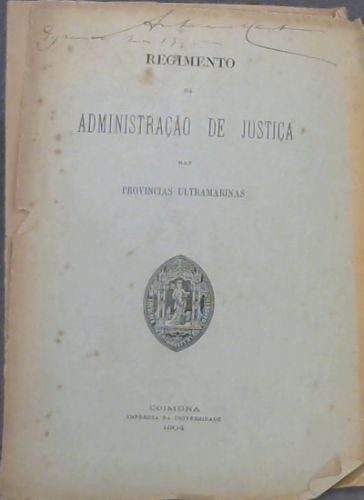 REGIMENTO
DA
ADMINISTRAÇÃO DE JUSTIÇA
NAS
PROVINCIAS ULTRAMARINAS
COIMBRA
IMPRENSA DA UNIVERSIDADE
1904